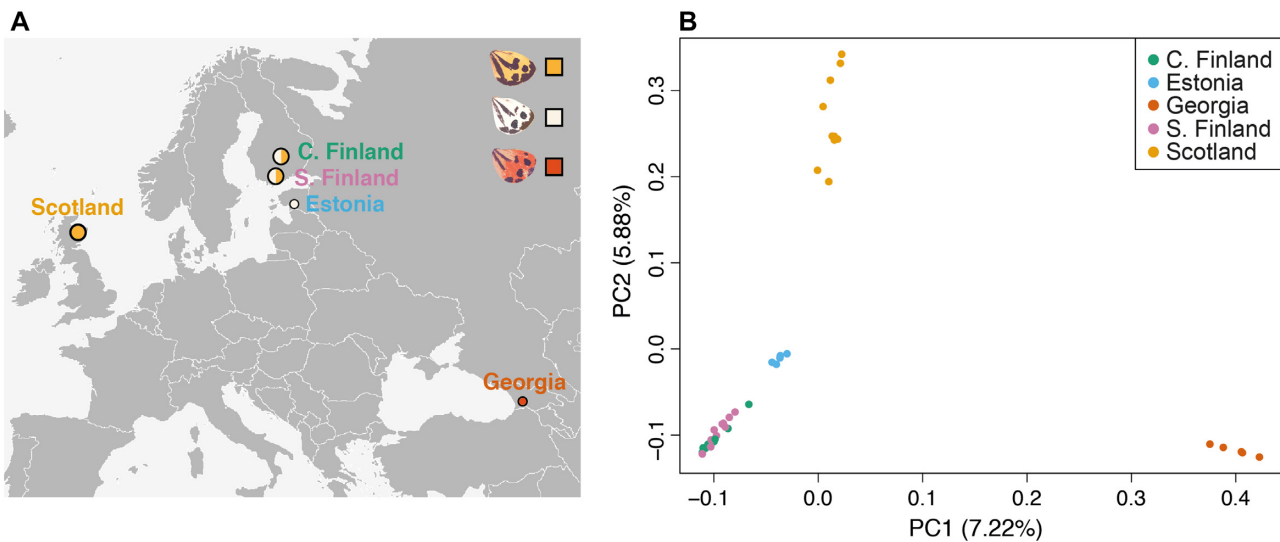 A
C. Finland
S. Finland
Estonia
Scotland
Georgia
B
C. Finland
Estonia
Georgia
S. Finland
Scotland
PC2 (5.88%)
0.3
0.2
0.1
0.0
−0.1
−0.1
0.0
0.1
0.2
0.3
0.4
PC1 (7.22%)